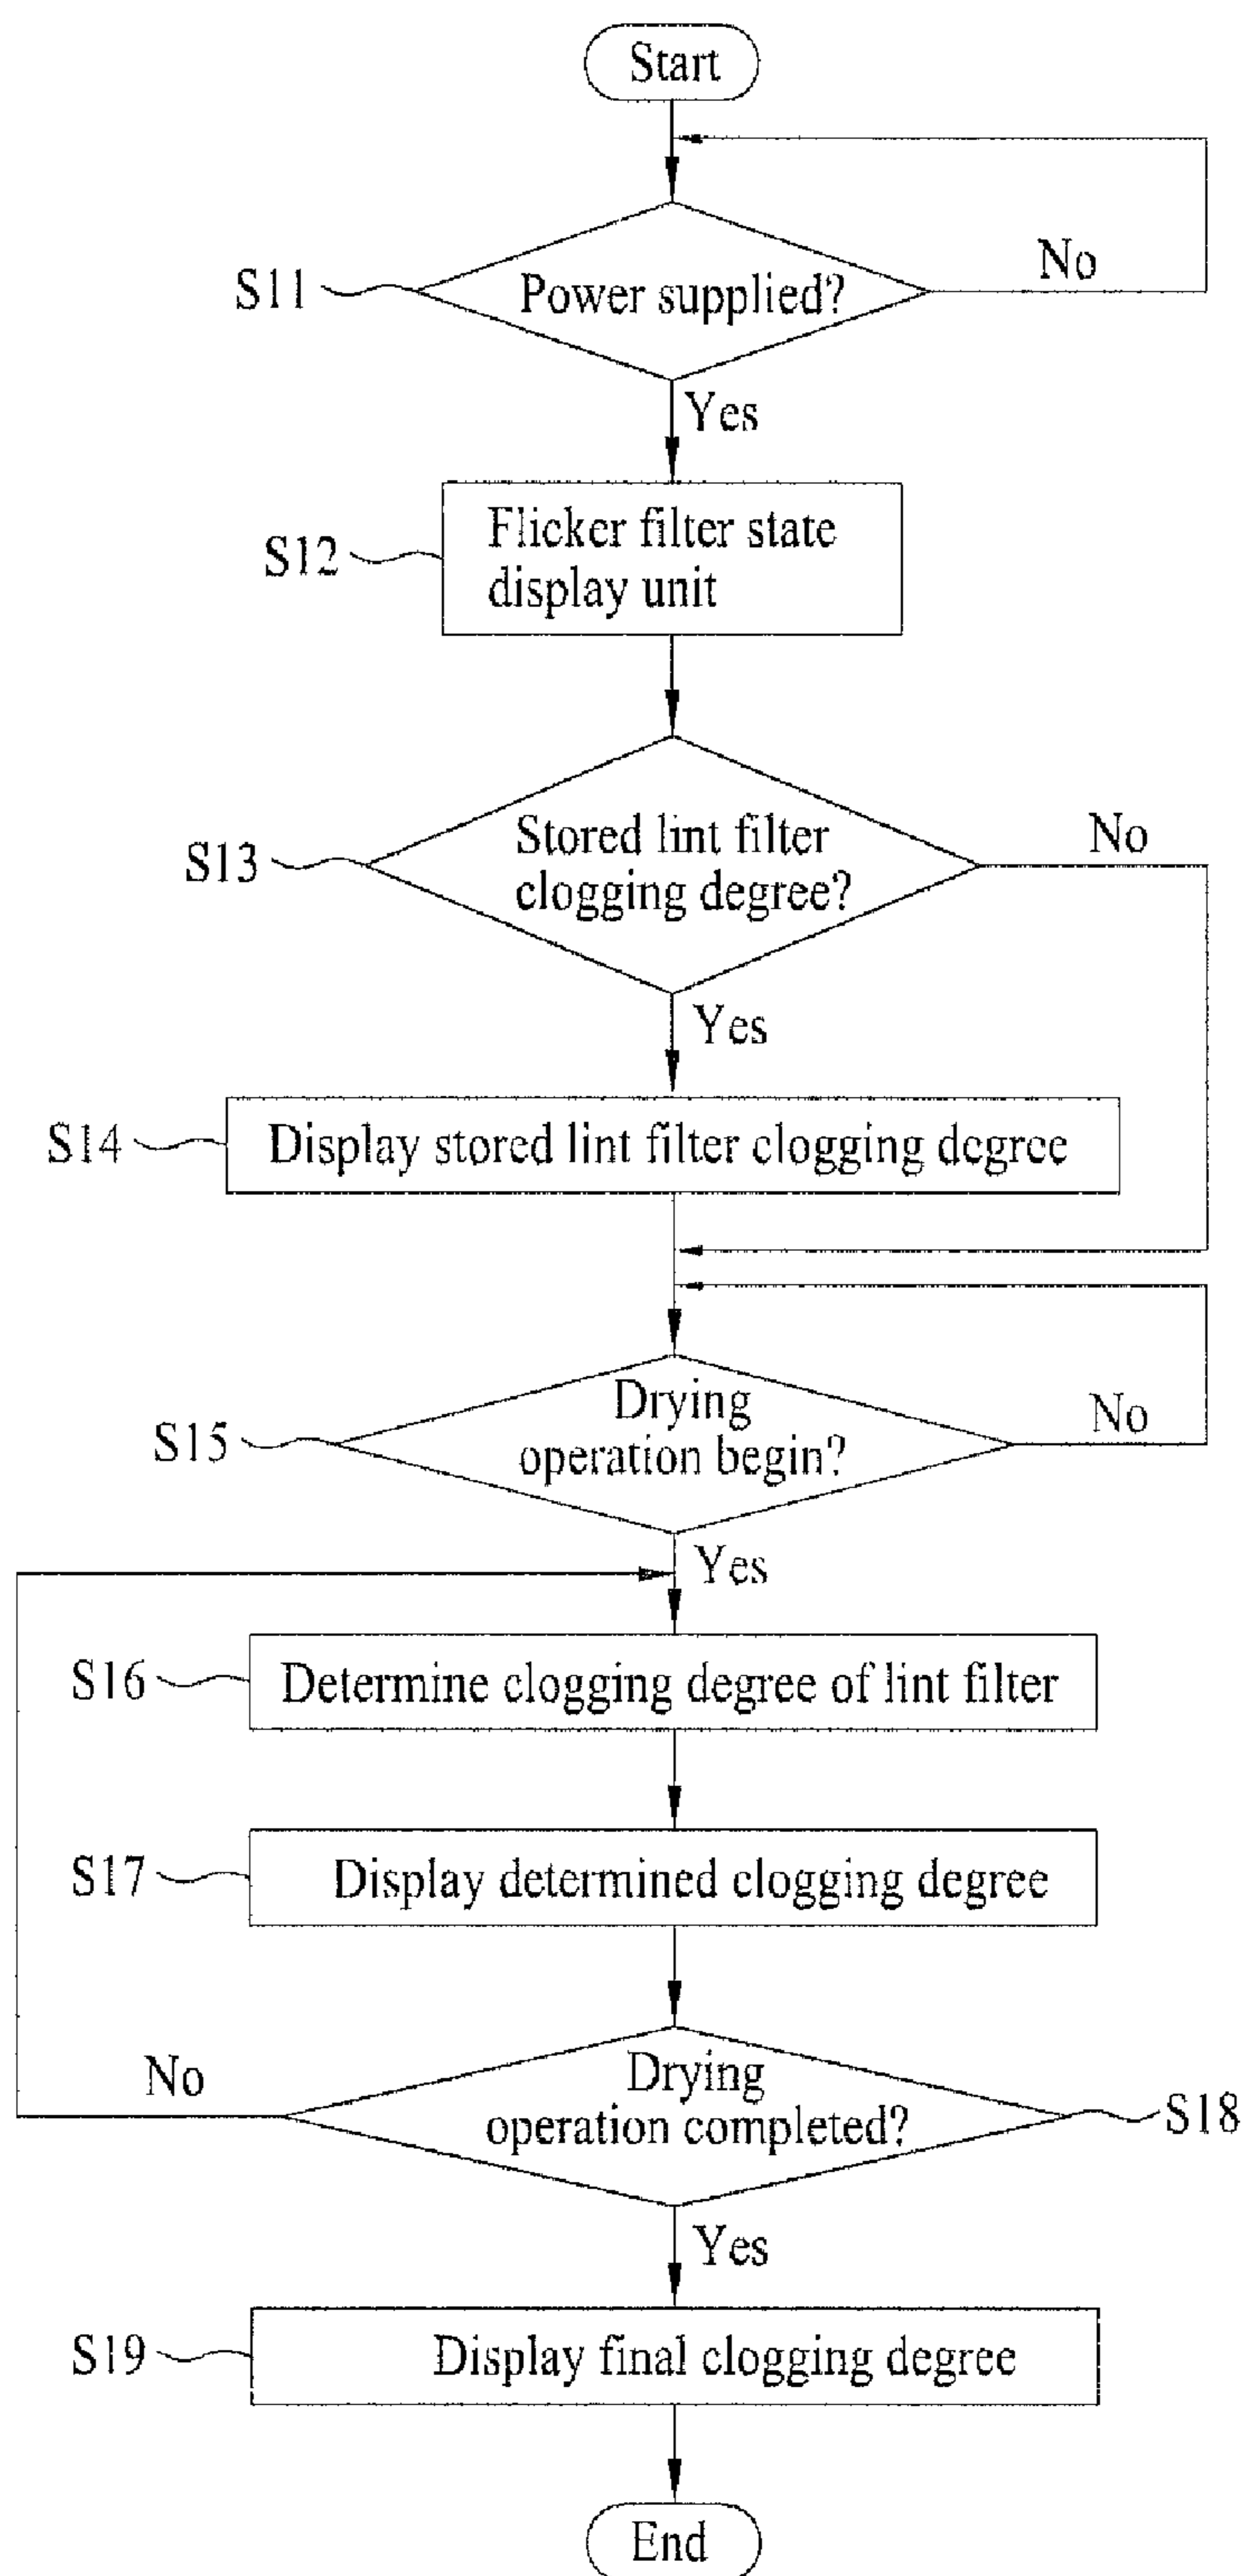 Start
S11
Power supplied?
No
Yes
S12
Flicker filter state
display unit
S13
Stored lint filter
clogging degree?
No
Yes
S14
Display stored lint filter clogging degree
S15
Drying
operation begin?
No
Yes
S16
Determine clogging degree of lint filter
S17
Display determined clogging degree
No
Drying
operation completed?
S18
Yes
S19
Display final clogging degree
End